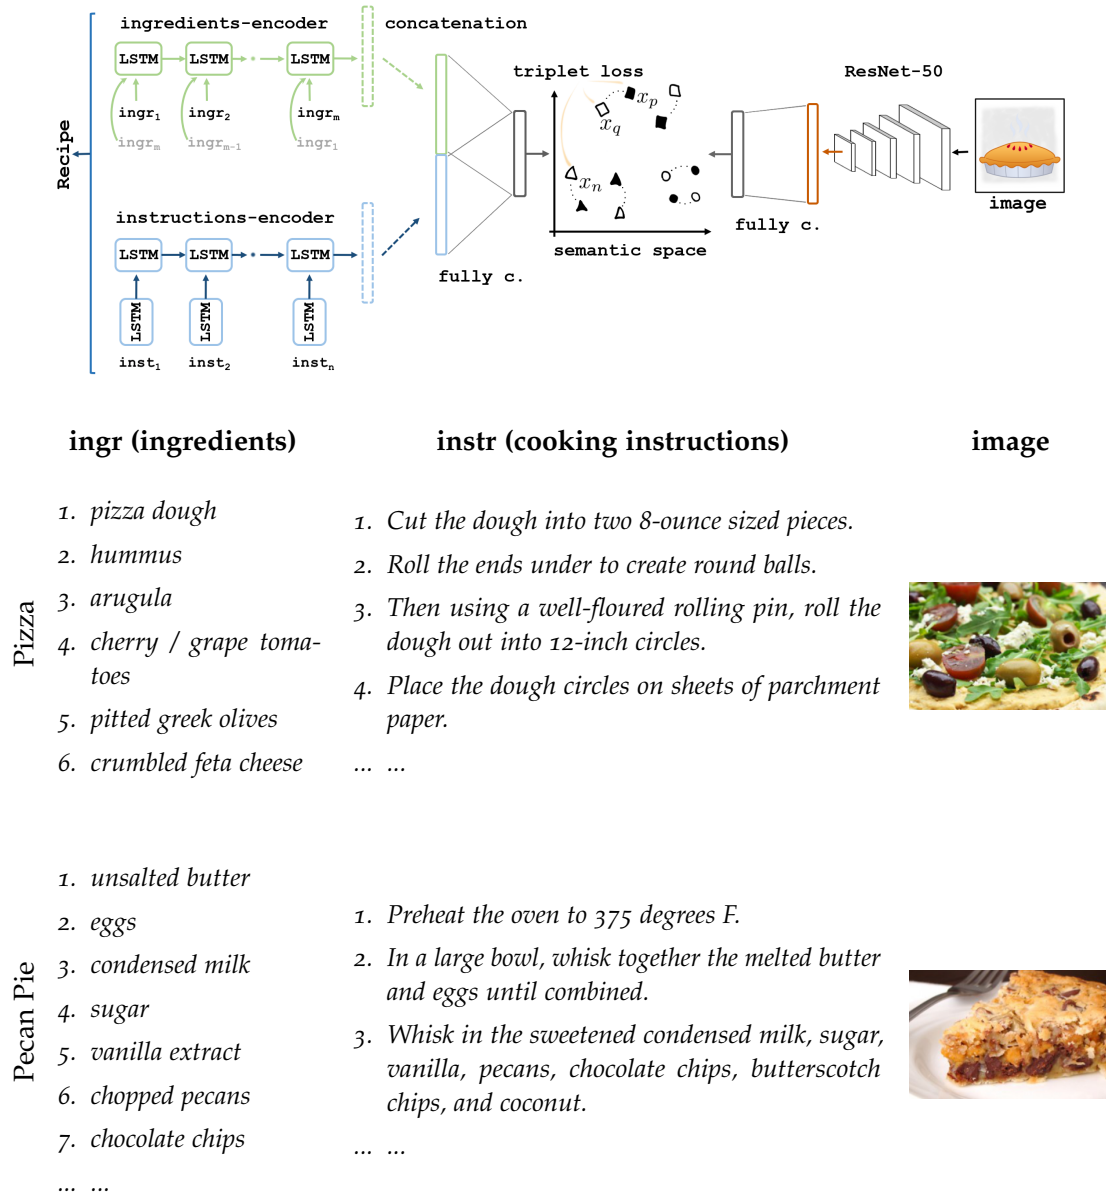 ingredients-encoder
concatenation
LSTM LSTM LSTM
ingr1 ingr2 ingrm
ingrm ingrm-1 ingr1
Recipe
instructions-encoder
LSTM LSTM LSTM
LSTM LSTM LSTM
inst1 inst2 instn
fully c.
triplet loss
xp
xq
xn
semantic space
fully c.
ResNet-50
image
ingr (ingredients)
instr (cooking instructions)
image
Pizza
1. pizza dough
2. hummus
3. arugula
4. cherry / grape toma-
toes
5. pitted greek olives
6. crumbled feta cheese
1. Cut the dough into two 8-ounce sized pieces.
2. Roll the ends under to create round balls.
3. Then using a well-floured rolling pin, roll the
dough out into 12-inch circles.
4. Place the dough circles on sheets of parchment
paper.
... ...
Pecan Pie
1. unsalted butter
2. eggs
3. condensed milk
4. sugar
5. vanilla extract
6. chopped pecans
7. chocolate chips
... ...
1. Preheat the oven to 375 degrees F.
2. In a large bowl, whisk together the melted butter
and eggs until combined.
3. Whisk in the sweetened condensed milk, sugar,
vanilla, pecans, chocolate chips, butterscotch
chips, and coconut.
... ...